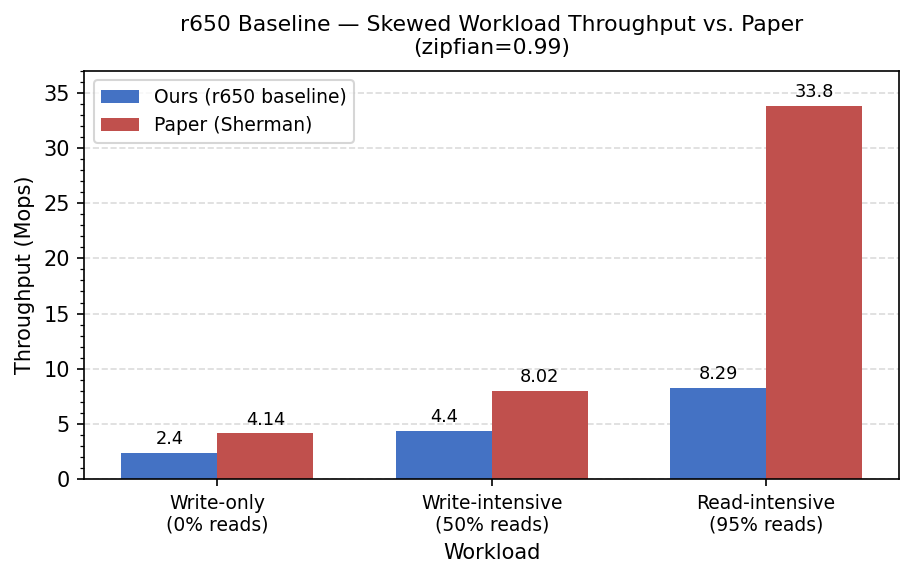 r650 Baseline — Skewed Workload Throughput vs. Paper
(zipfian=0.99)
Throughput (Mops)
35
30
25
20
15
10
5
0
Ours (r650 baseline)
Paper (Sherman)
2.4
4.14
4.4
8.02
8.29
33.8
Write-only
(0% reads)
Write-intensive
(50% reads)
Read-intensive
(95% reads)
Workload